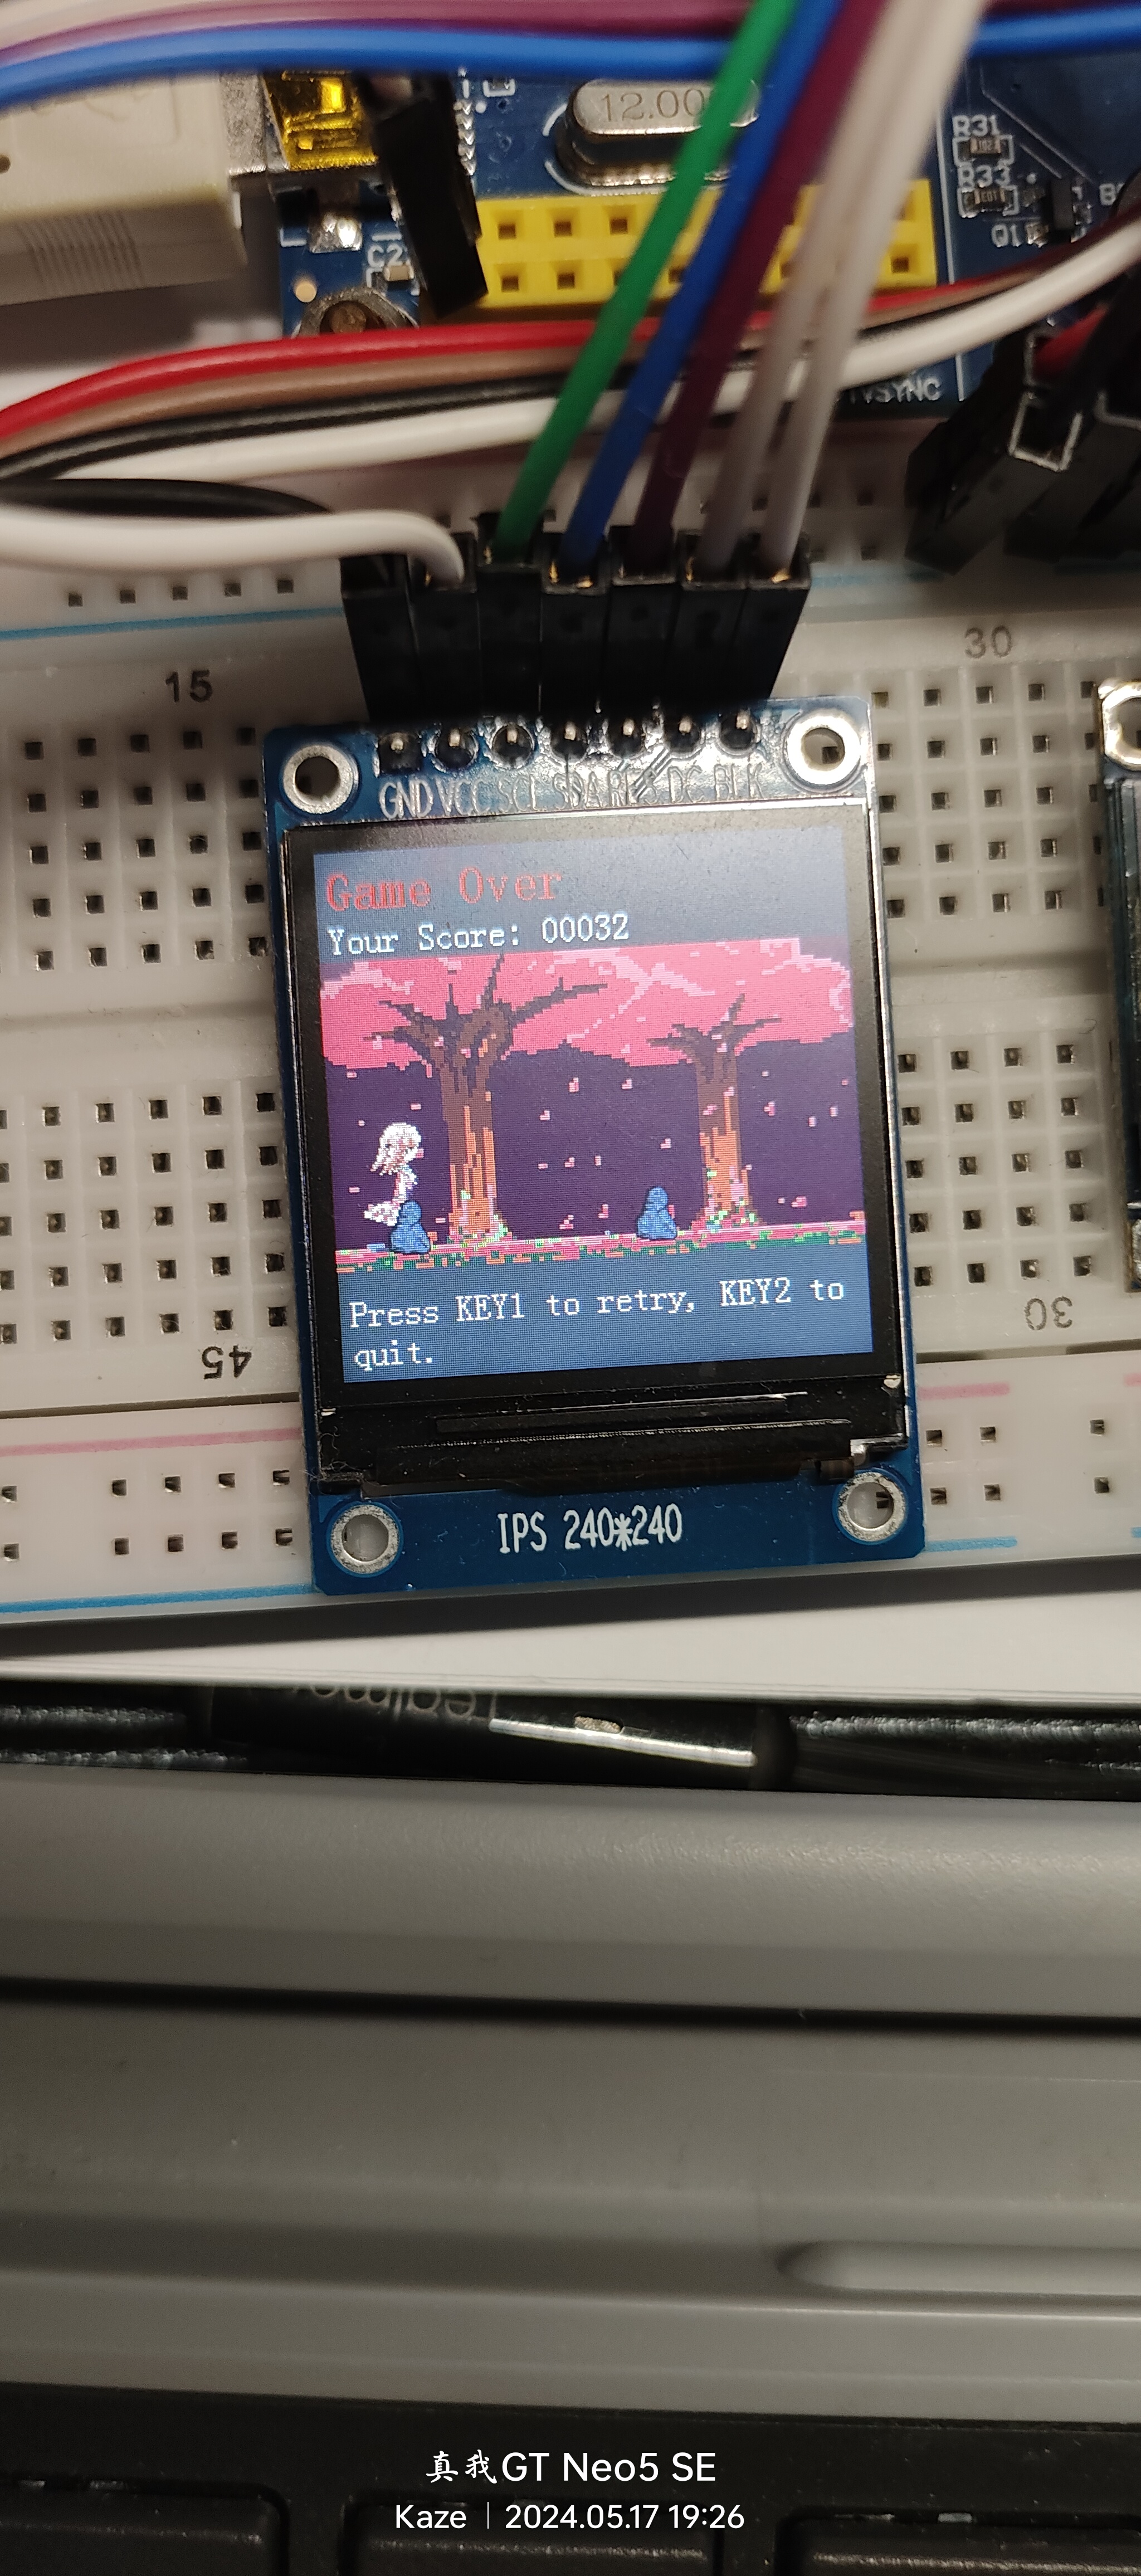 12.00
R31
R33
Q1
C2
VSYNC
30
15
GND VCC SCL SDA RES DC BLK
Game Over
Your Score: 00032
Press KEY1 to retry, KEY2 to
quit.
30
45
IPS 240*240
realme
真我GT Neo5 SE
Kaze | 2024.05.17 19:26